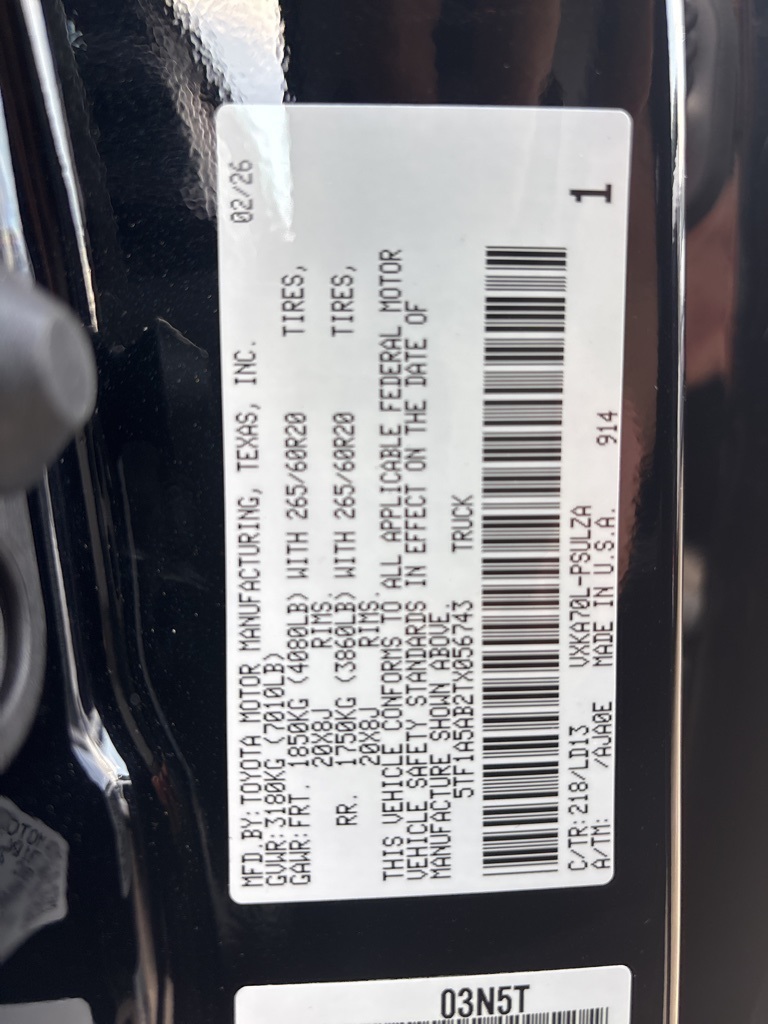 02/26
MFD.BY:TOYOTA MOTOR MANUFACTURING, TEXAS, INC.
GVWR:3180KG (7010LB)
GAWR:FRT. 1850KG (4080LB) WITH 265/60R20 TIRES,
20X8J RIMS.
RR. 1750KG (3860LB) WITH 265/60R20 TIRES,
20X8J RIMS.
THIS VEHICLE CONFORMS TO ALL APPLICABLE FEDERAL MOTOR
VEHICLE SAFETY STANDARDS IN EFFECT ON THE DATE OF
MANUFACTURE SHOWN ABOVE.
5TF1A5AB2TX056743 TRUCK
C/TR:218/LD13 VXKA70L-PSULZA
A/TM: /AJA0E MADE IN U.S.A. 914
1
03N5T